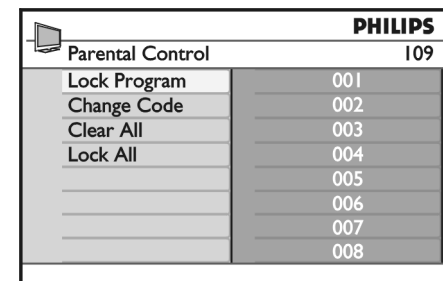 PHILIPS
Parental Control 109
Lock Program 001
Change Code 002
Clear All 003
Lock All 004
005
006
007
008